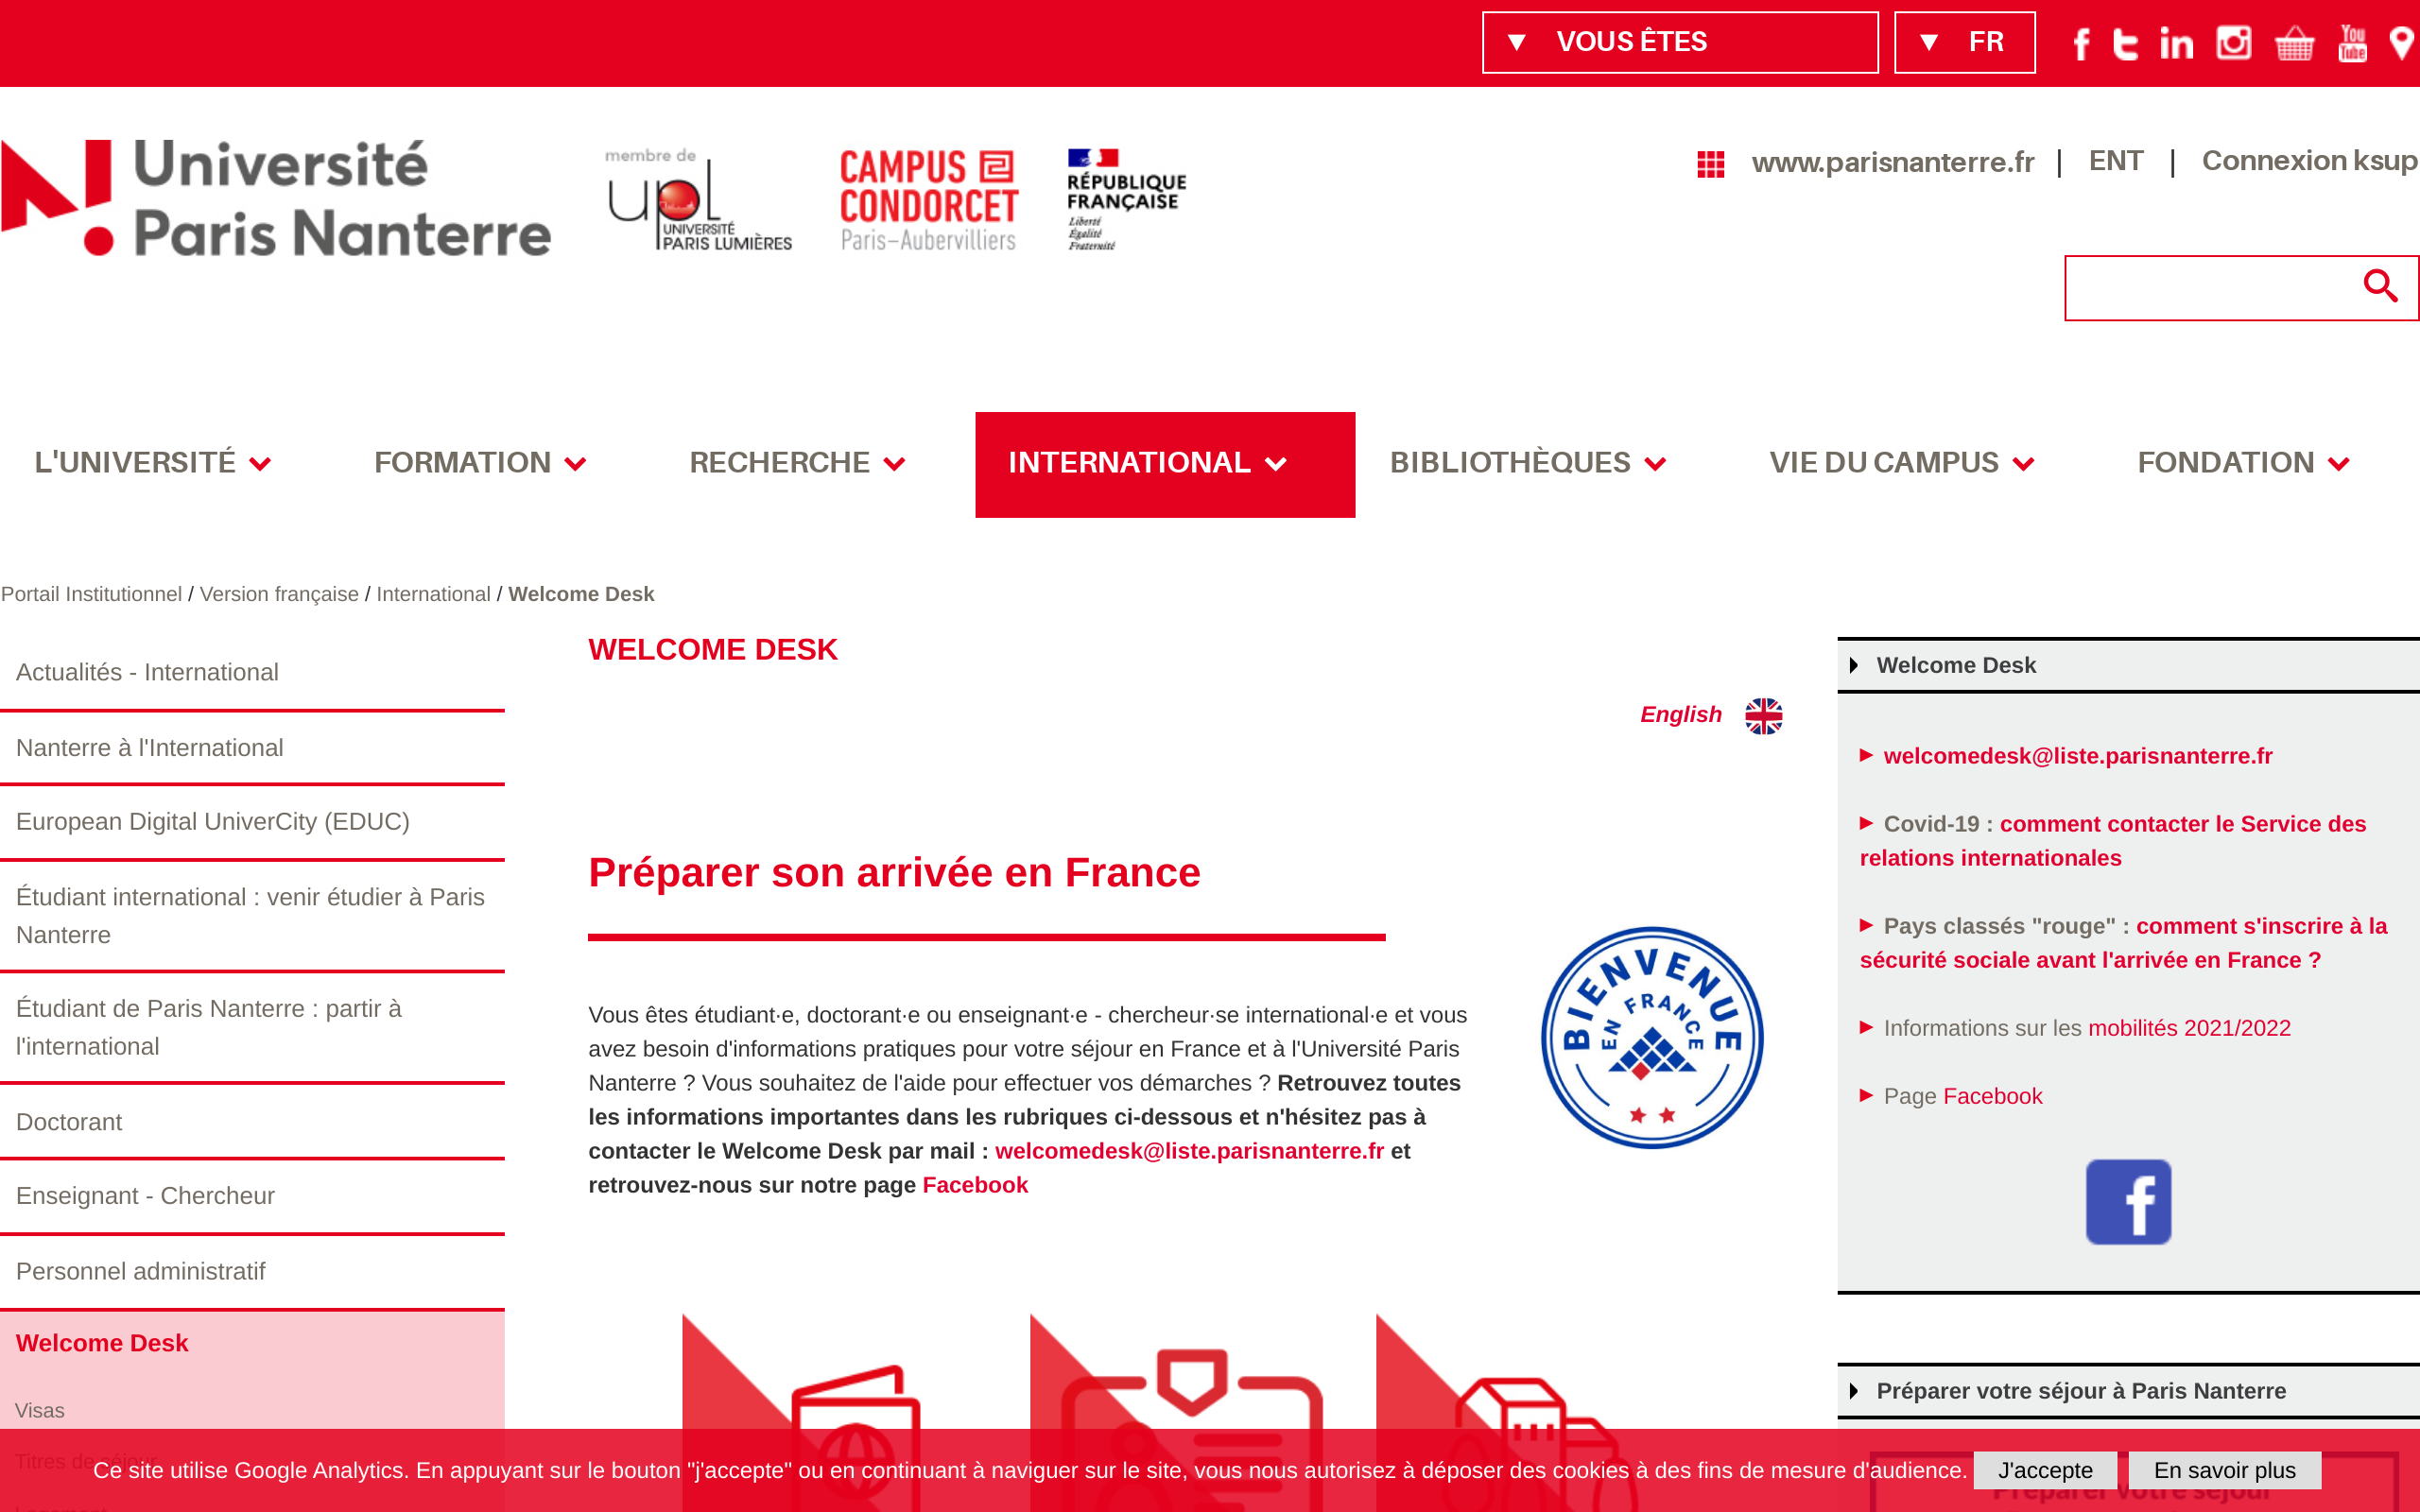 VOUS ÊTES
FR
You
Tube
Université
Paris Nanterre
membre de
upl
UNIVERSITÉ
PARIS LUMIÈRES
CAMPUS
CONDORCET
Paris–Aubervilliers
RÉPUBLIQUE
FRANÇAISE
Liberté
Égalité
Fraternité
www.parisnanterre.fr | ENT | Connexion ksup
L'UNIVERSITÉ
FORMATION
RECHERCHE
INTERNATIONAL
BIBLIOTHÈQUES
VIE DU CAMPUS
FONDATION
Portail Institutionnel / Version française / International / Welcome Desk
Actualités - International
Nanterre à l'International
European Digital UniverCity (EDUC)
Étudiant international : venir étudier à Paris
Nanterre
Étudiant de Paris Nanterre : partir à
l'international
Doctorant
Enseignant - Chercheur
Personnel administratif
Welcome Desk
Visas
Titres de séjour
WELCOME DESK
English
Préparer son arrivée en France
Vous êtes étudiant·e, doctorant·e ou enseignant·e - chercheur·se international·e et vous
avez besoin d'informations pratiques pour votre séjour en France et à l'Université Paris
Nanterre ? Vous souhaitez de l'aide pour effectuer vos démarches ? Retrouvez toutes
les informations importantes dans les rubriques ci-dessous et n'hésitez pas à
contacter le Welcome Desk par mail : welcomedesk@liste.parisnanterre.fr et
retrouvez-nous sur notre page Facebook
BIENVENUE
EN FRANCE
Welcome Desk
welcomedesk@liste.parisnanterre.fr
Covid-19 : comment contacter le Service des
relations internationales
Pays classés "rouge" : comment s'inscrire à la
sécurité sociale avant l'arrivée en France ?
Informations sur les mobilités 2021/2022
Page Facebook
Préparer votre séjour à Paris Nanterre
Préparer votre séjour
Ce site utilise Google Analytics. En appuyant sur le bouton "j'accepte" ou en continuant à naviguer sur le site, vous nous autorisez à déposer des cookies à des fins de mesure d'audience.
J'accepte
En savoir plus